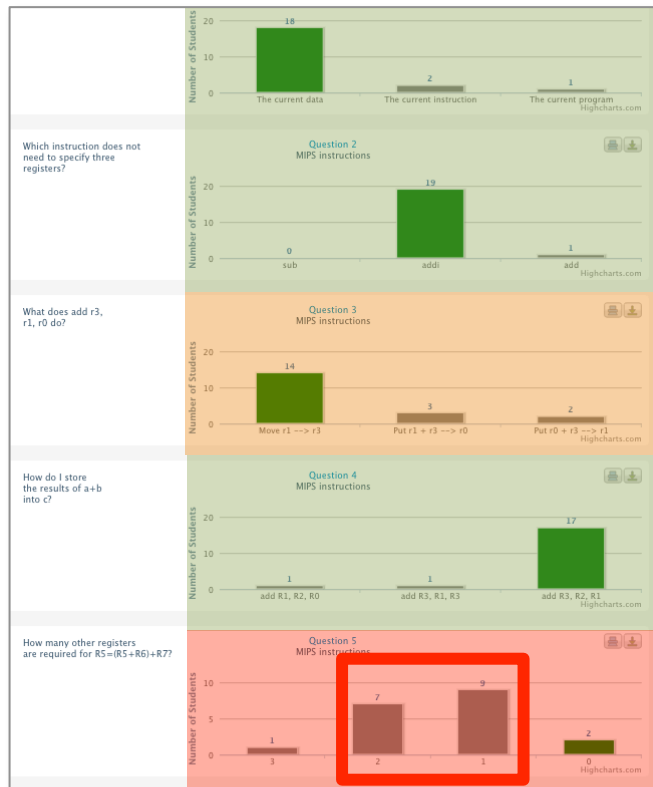 20
18
Number of Students
10
2
1
0
The current data
The current instruction
The current program
Highcharts.com
Which instruction does not
need to specify three
registers?
Question 2
MIPS instructions
Number of Students
20
19
10
0
1
0
sub
addi
add
Highcharts.com
What does add r3,
r1, r0 do?
Question 3
MIPS instructions
Number of Students
20
14
10
3
2
0
Move r1 --> r3
Put r1 + r3 --> r0
Put r0 + r3 --> r1
Highcharts.com
How do I store
the results of a+b
into c?
Question 4
MIPS instructions
Number of Students
20
17
10
1
1
0
add R1, R2, R0
add R3, R1, R3
add R3, R2, R1
Highcharts.com
How many other registers
are required for R5=(R5+R6)+R7?
Question 5
MIPS instructions
Number of Students
10
9
7
5
2
1
0
3
2
1
0
Highcharts.com